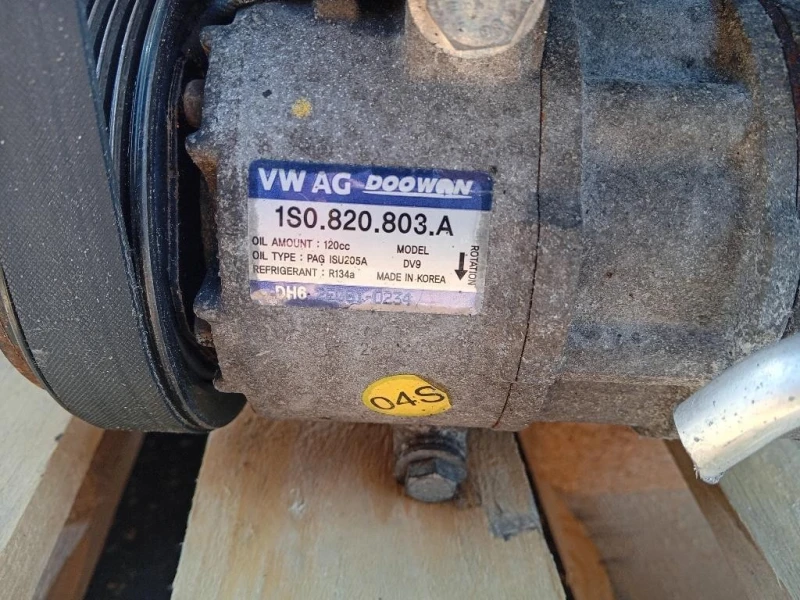 VW AG DOOWON
1S0.820.803.A
OIL AMOUNT : 120cc MODEL
OIL TYPE : PAG ISU205A DV9
REFRIGERANT : R134a MADE IN KOREA
ROTATION
DH6 0234
04S